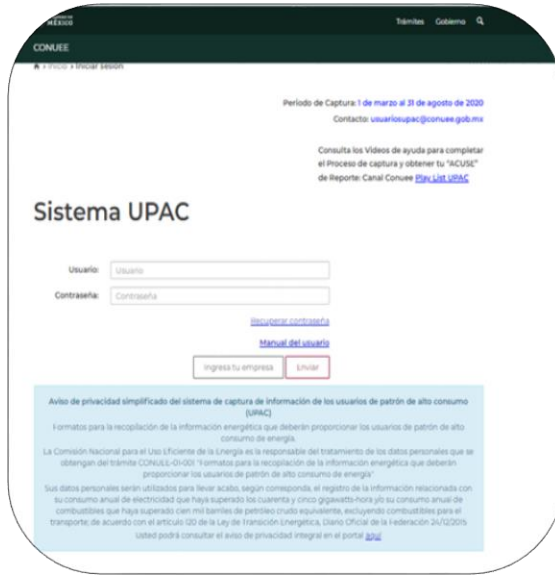 MÉXICO
Trámites Gobierno
CONUEE
> Inicio > Iniciar sesión
Período de Captura: 1 de marzo al 31 de agosto de 2020
Contacto: usuariosupac@conuee.gob.mx
Consulta los Videos de ayuda para completar
el Proceso de captura y obtener tu "ACUSE"
de Reporte: Canal Conuee Play List UPAC
Sistema UPAC
Usuario: Usuario
Contraseña: Contraseña
Recuperar contraseña
Manual del usuario
Ingresa tu empresa Enviar
Aviso de privacidad simplificado del sistema de captura de información de los usuarios de patrón de alto consumo
(UPAC)
Formatos para la recopilación de la información energética que deberán proporcionar los usuarios de patrón de alto
consumo de energía.
La Comisión Nacional para el Uso Eficiente de la Energía es la responsable del tratamiento de los datos personales que se
obtengan del trámite CONUEE-01-001 "Formatos para la recopilación de la información energética que deberán
proporcionar los usuarios de patrón de alto consumo de energía"
Sus datos personales serán utilizados para llevar acabo, según corresponda, el registro de la información relacionada con
su consumo anual de electricidad que haya superado los cuarenta y cinco gigawatts-hora y/o su consumo anual de
combustibles que haya superado cien mil barriles de petróleo crudo equivalente, excluyendo combustibles para el
transporte; de acuerdo con el artículo 120 de la Ley de Transición Energética, Diario Oficial de la Federación 24/12/2015
Usted podrá consultar el aviso de privacidad integral en el portal aquí